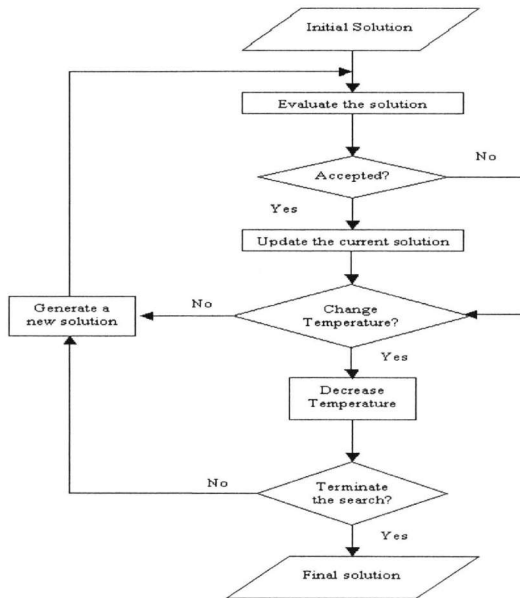 Initial Solution
Evaluate the solution
Accepted?
No
Yes
Update the current solution
Generate a
new solution
No
Change
Temperature?
Yes
Decrease
Temperature
No
Terminate
the search?
Yes
Final solution